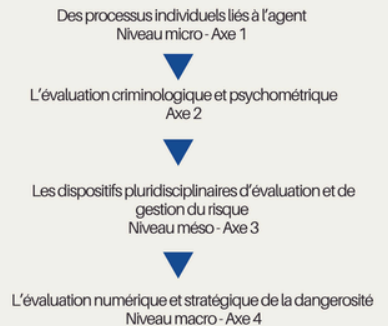 Des processus individuels liés à l'agent
Niveau micro - Axe 1
L'évaluation criminologique et psychométrique
Axe 2
Les dispositifs pluridisciplinaires d'évaluation et de
gestion du risque
Niveau méso - Axe 3
L'évaluation numérique et stratégique de la dangerosité
Niveau macro - Axe 4